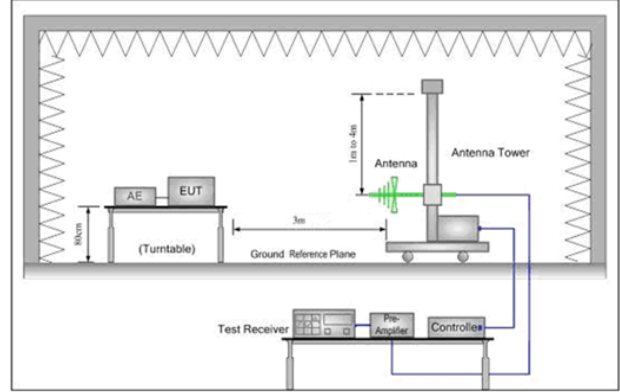 1m to 4m
Antenna
Antenna Tower
AE
EUT
80cm
(Turntable)
3m
Ground Reference Plane
Test Receiver
Pre-
Amplifier
Controller